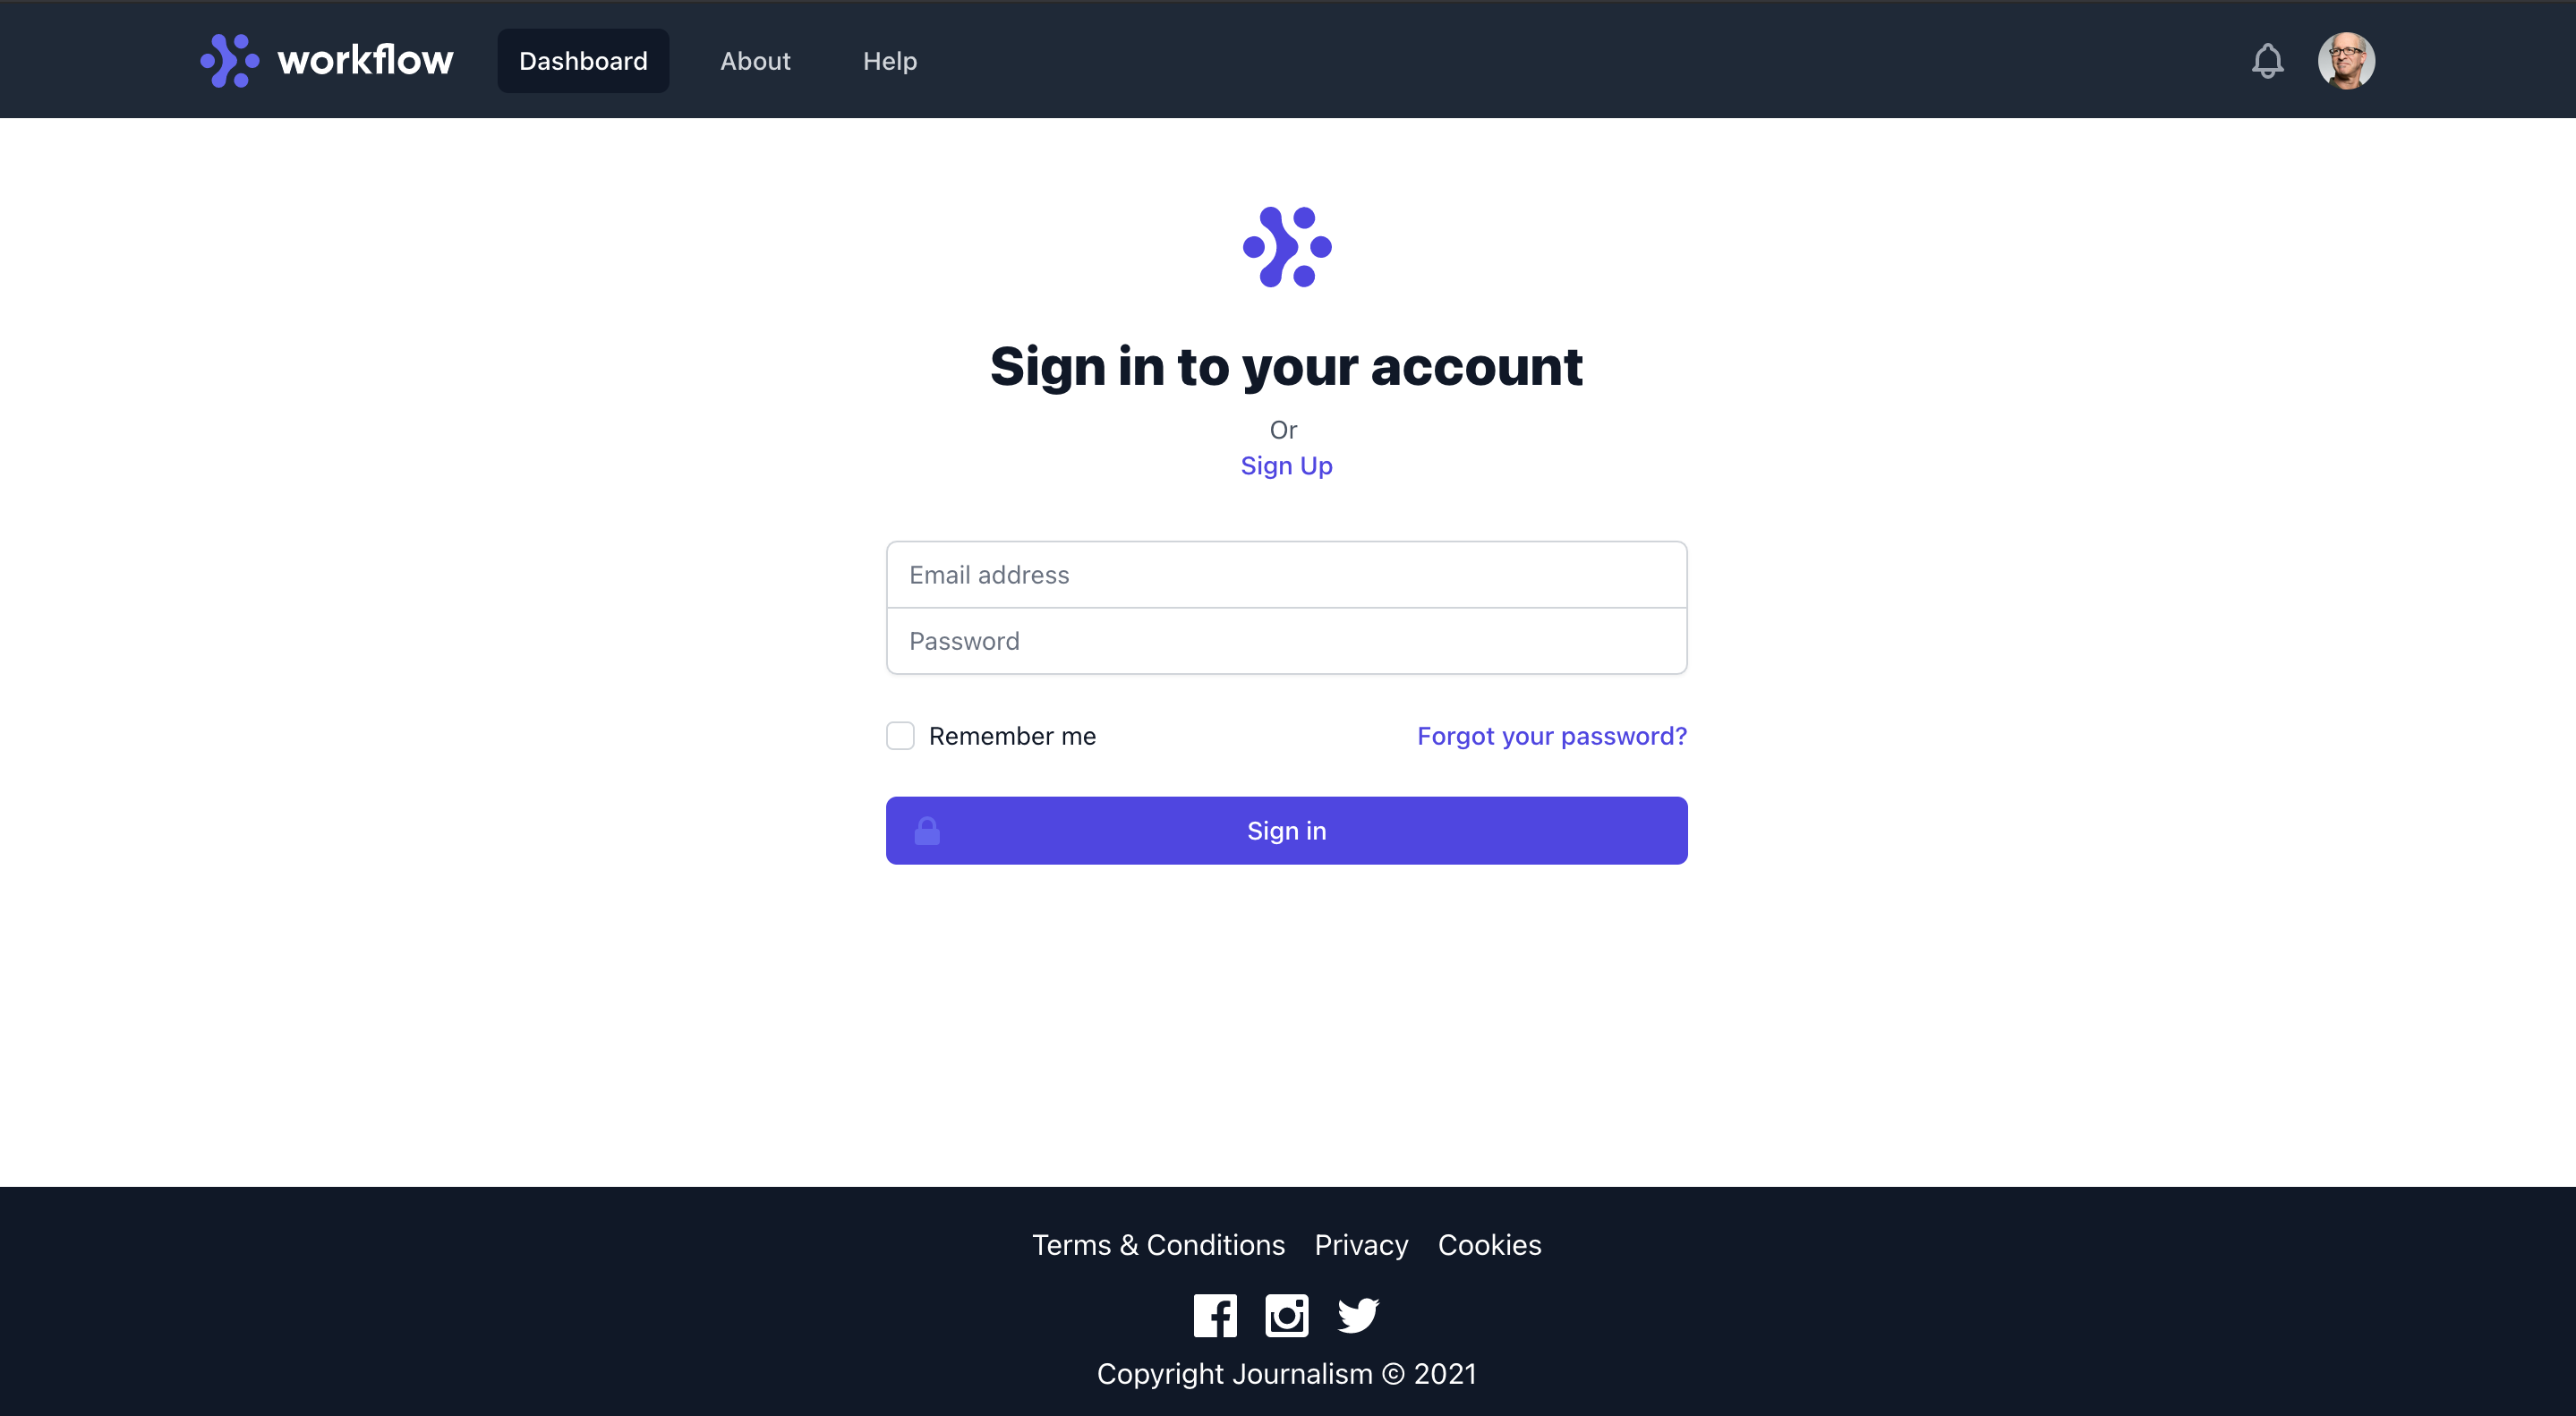 workflow Dashboard About Help
Sign in to your account
Or
Sign Up
Email address
Password
Remember me Forgot your password?
Sign in
Terms & Conditions Privacy Cookies
Copyright Journalism © 2021